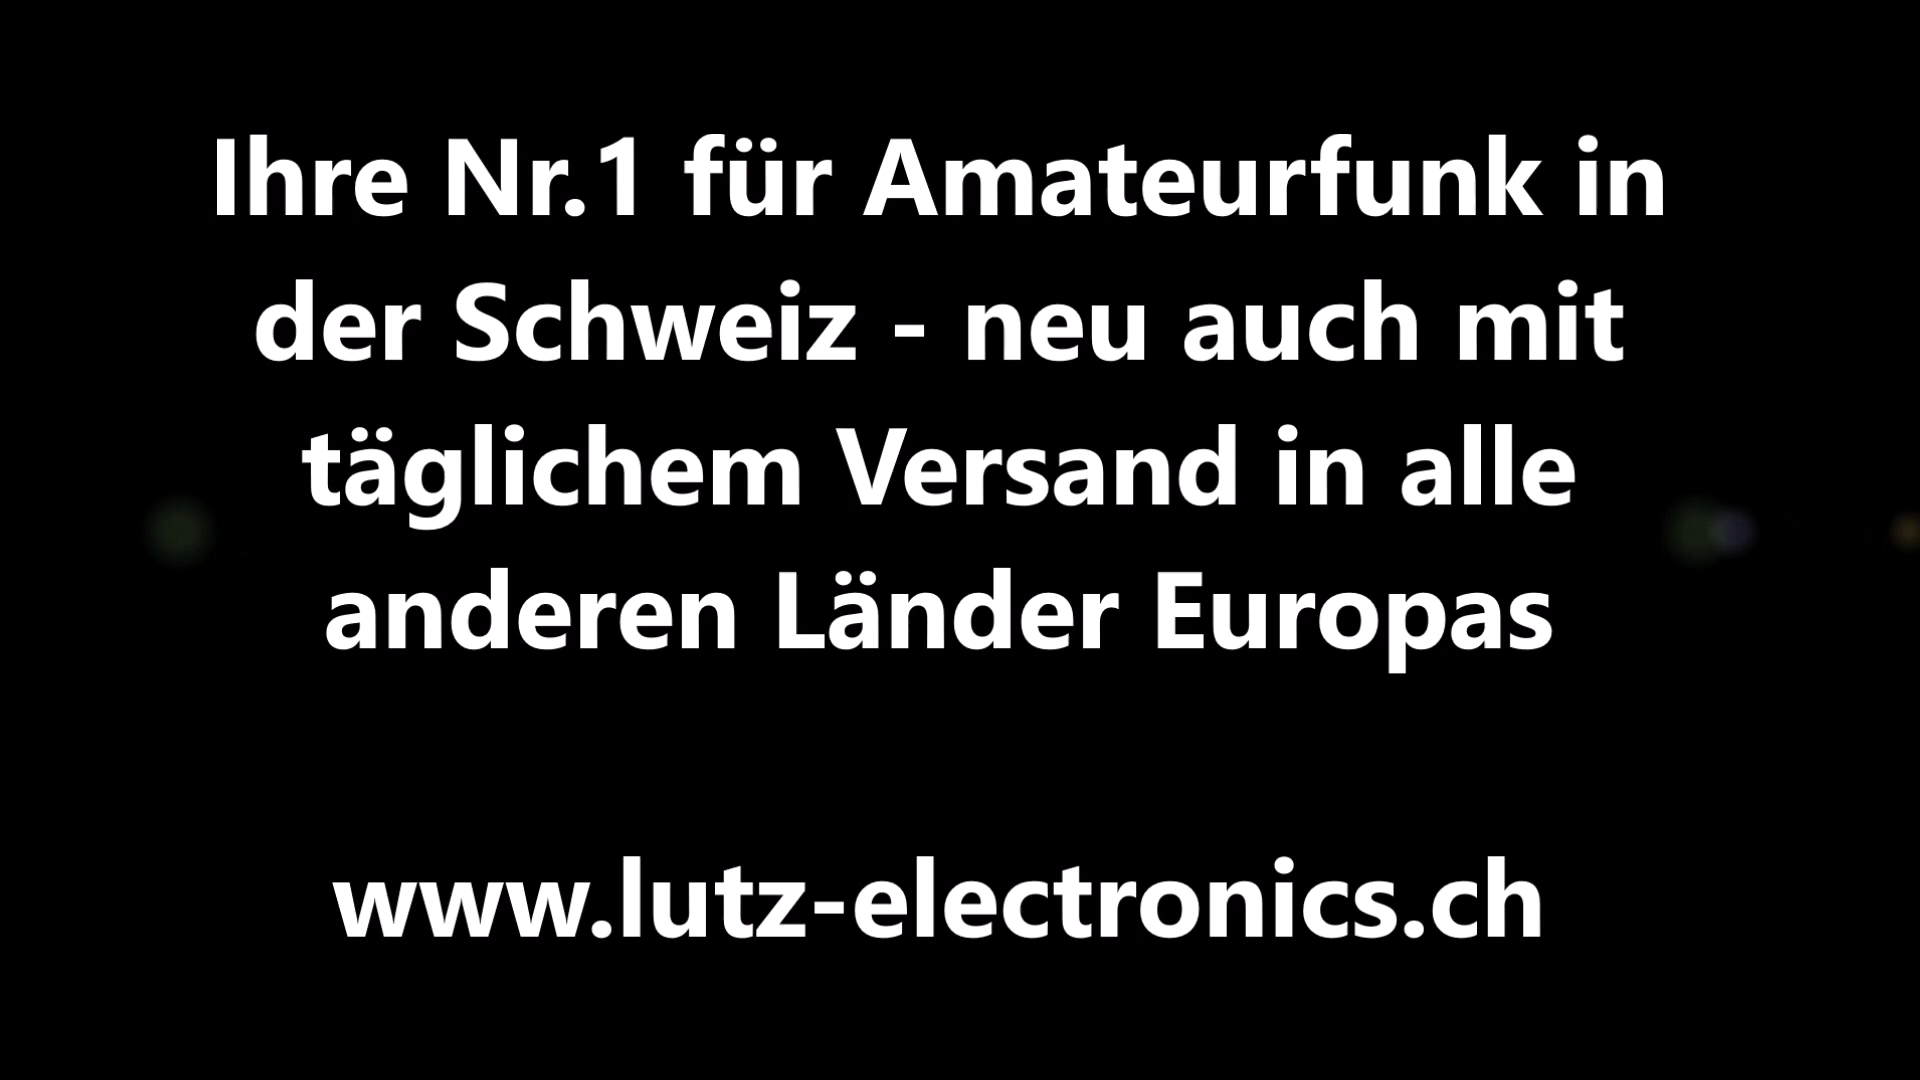 Ihre Nr.1 für Amateurfunk in
der Schweiz - neu auch mit
täglichem Versand in alle
anderen Länder Europas
www.lutz-electronics.ch